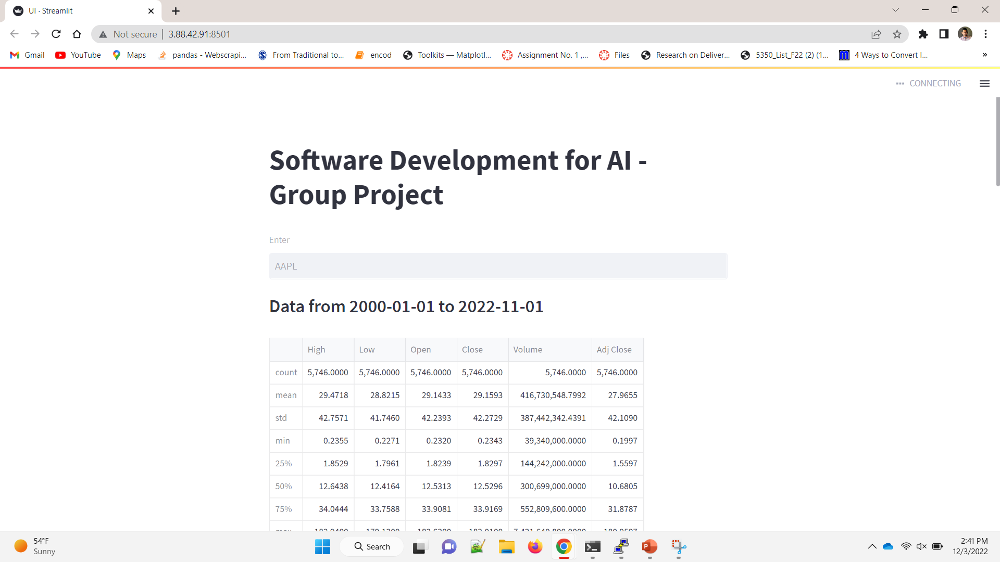 UI · Streamlit
Not secure | 3.88.42.91:8501
Gmail YouTube Maps pandas - Webscrapi... From Traditional to... encod Toolkits — Matplotl... Assignment No. 1 ,... Files Research on Deliver... 5350_List_F22 (2) (1... 4 Ways to Convert I... »
CONNECTING
Software Development for AI -
Group Project
Enter
AAPL
Data from 2000-01-01 to 2022-11-01
High Low Open Close Volume Adj Close
count 5,746.0000 5,746.0000 5,746.0000 5,746.0000 5,746.0000 5,746.0000
mean 29.4718 28.8215 29.1433 29.1593 416,730,548.7992 27.9655
std 42.7571 41.7460 42.2393 42.2729 387,442,342.4391 42.1090
min 0.2355 0.2271 0.2320 0.2343 39,340,000.0000 0.1997
25% 1.8529 1.7961 1.8239 1.8297 144,242,000.0000 1.5597
50% 12.6438 12.4164 12.5313 12.5296 300,699,000.0000 10.6805
75% 34.0444 33.7588 33.9081 33.9169 552,809,600.0000 31.8787
54°F
Sunny
Search
2:41 PM
12/3/2022